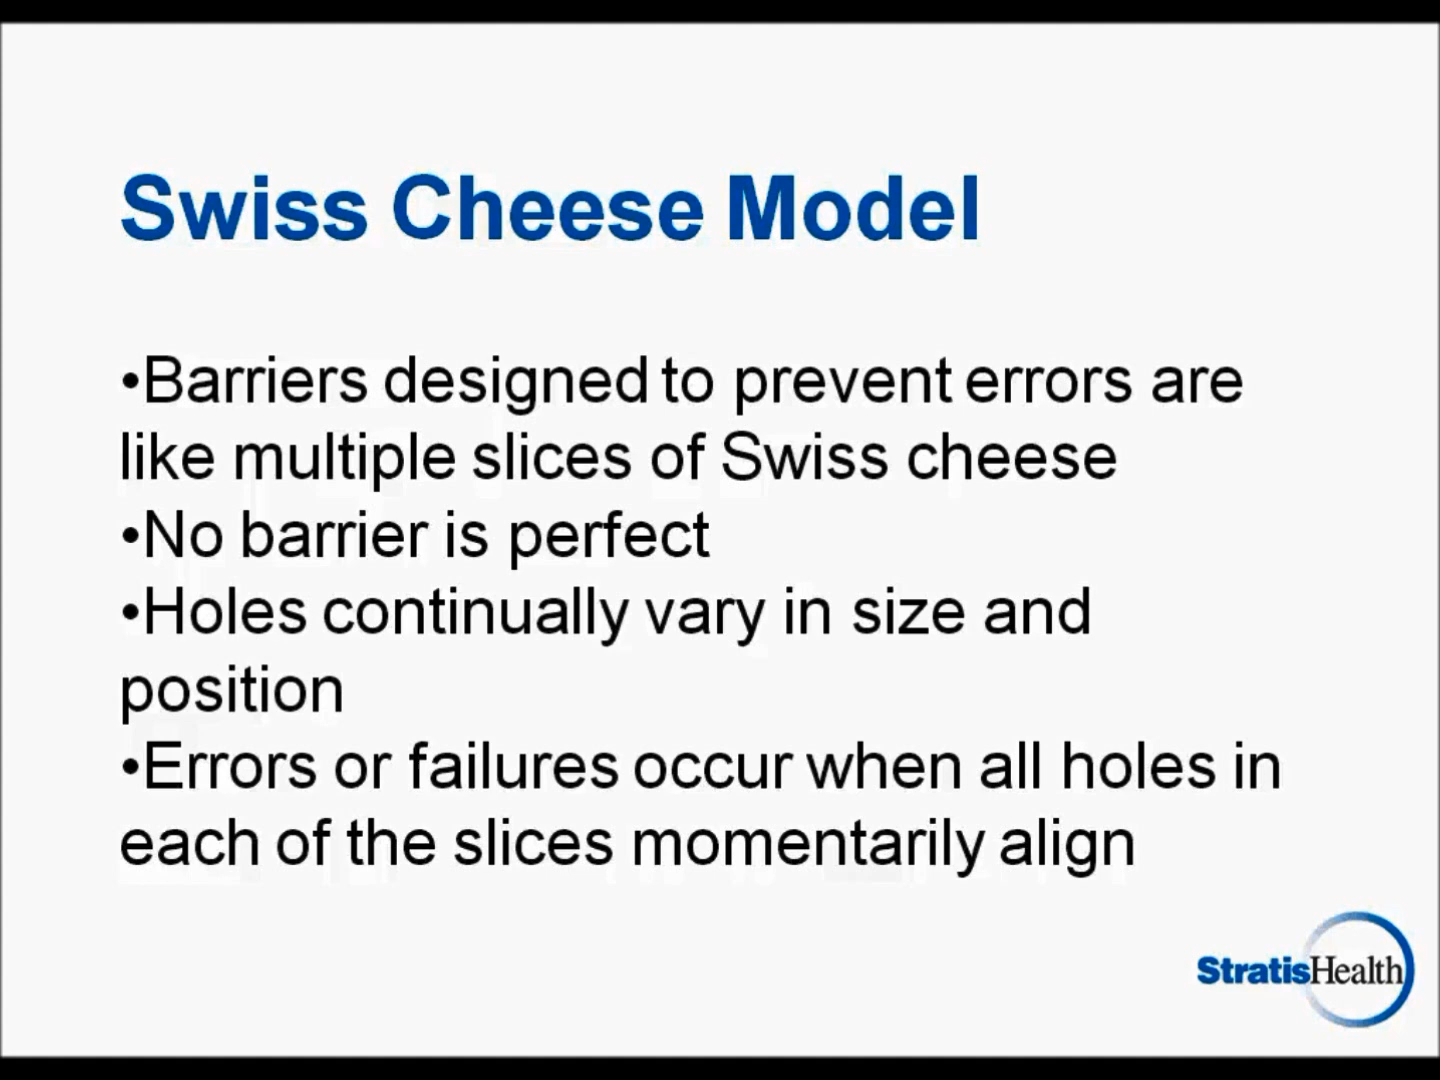 Swiss Cheese Model
•Barriers designed to prevent errors are
like multiple slices of Swiss cheese
•No barrier is perfect
•Holes continually vary in size and
position
•Errors or failures occur when all holes in
each of the slices momentarily align
StratisHealth